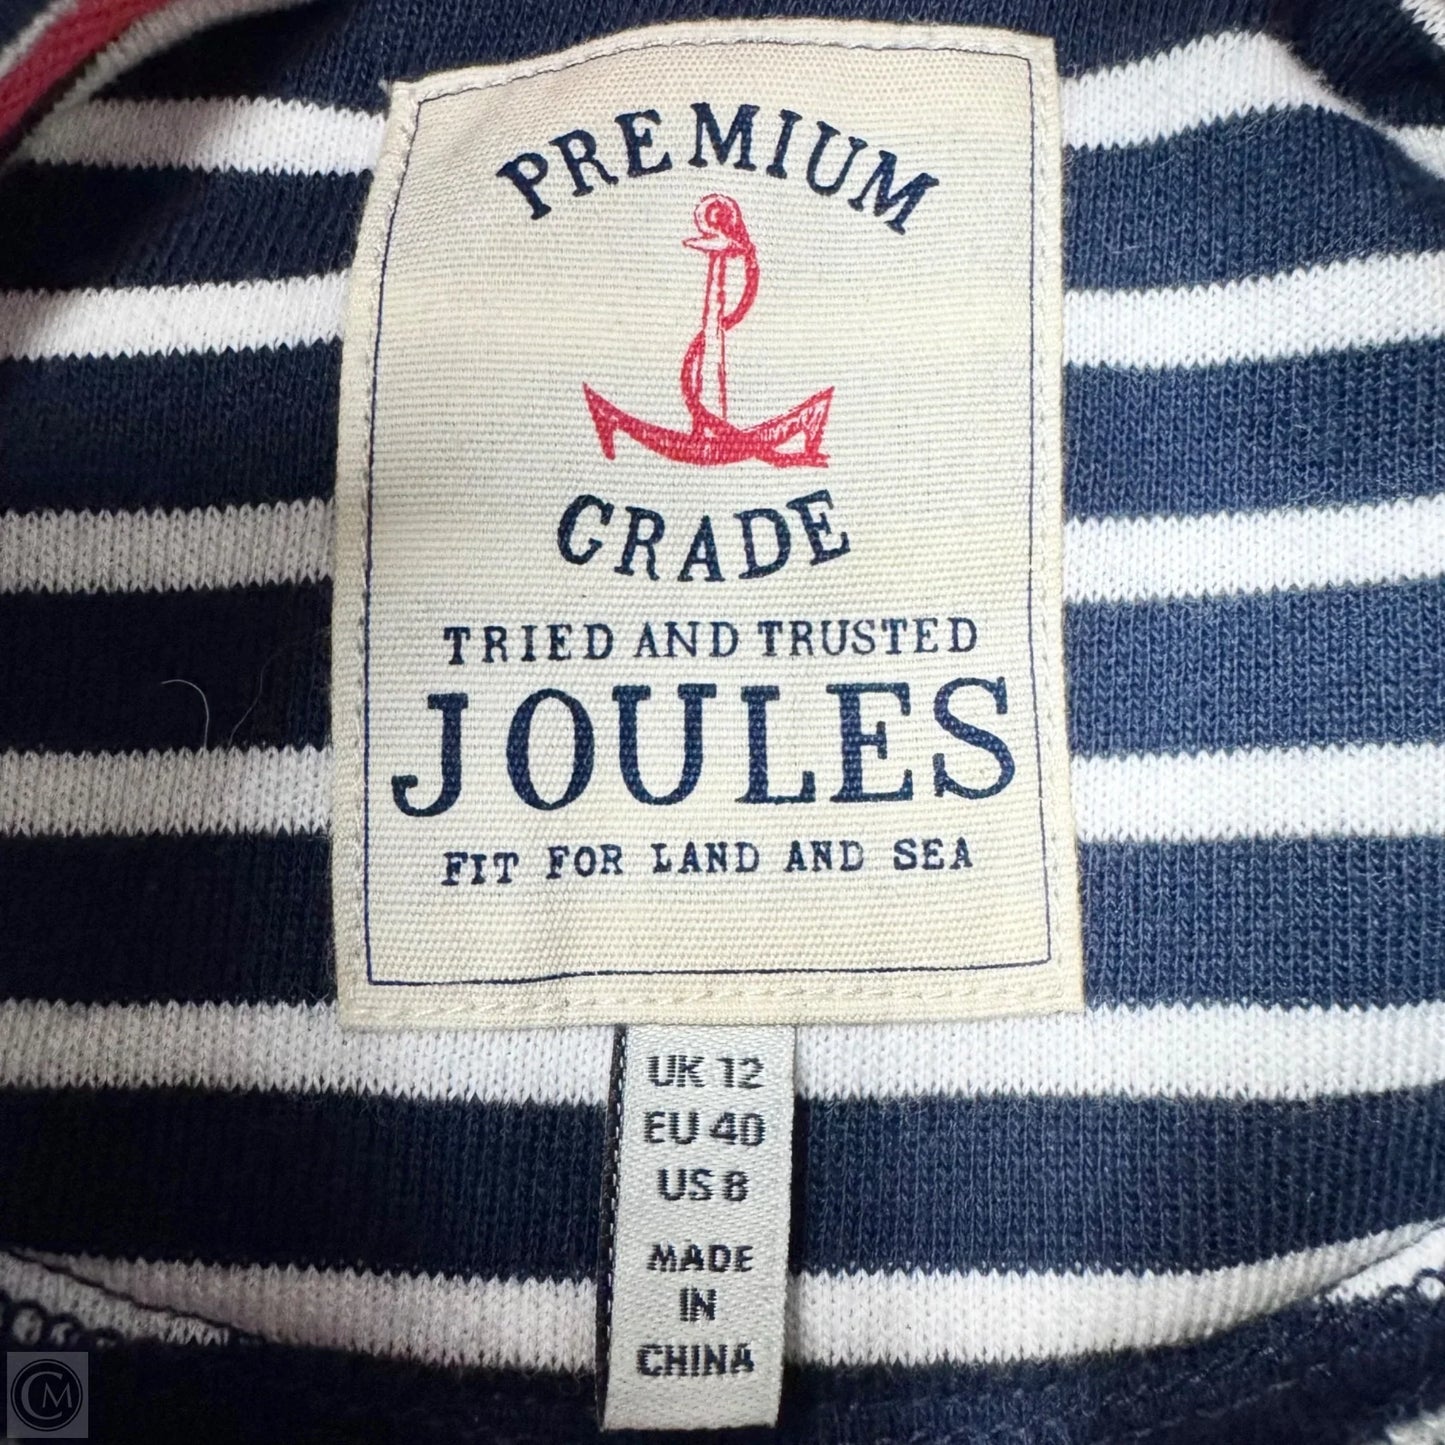 PREMIUM
GRADE
TRIED AND TRUSTED
JOULES
FIT FOR LAND AND SEA
UK 12
EU 40
US 8
MADE
IN
CHINA
CM